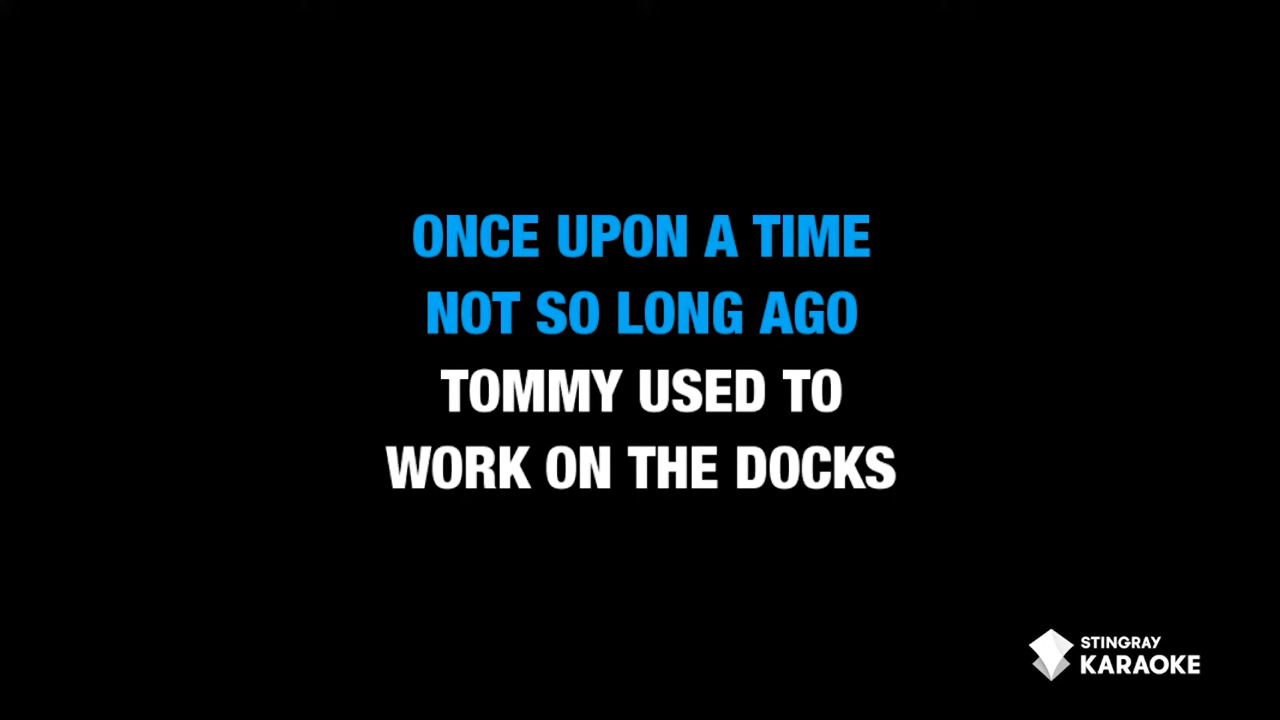 ONCE UPON A TIME
NOT SO LONG AGO
TOMMY USED TO
WORK ON THE DOCKS
STINGRAY
KARAOKE